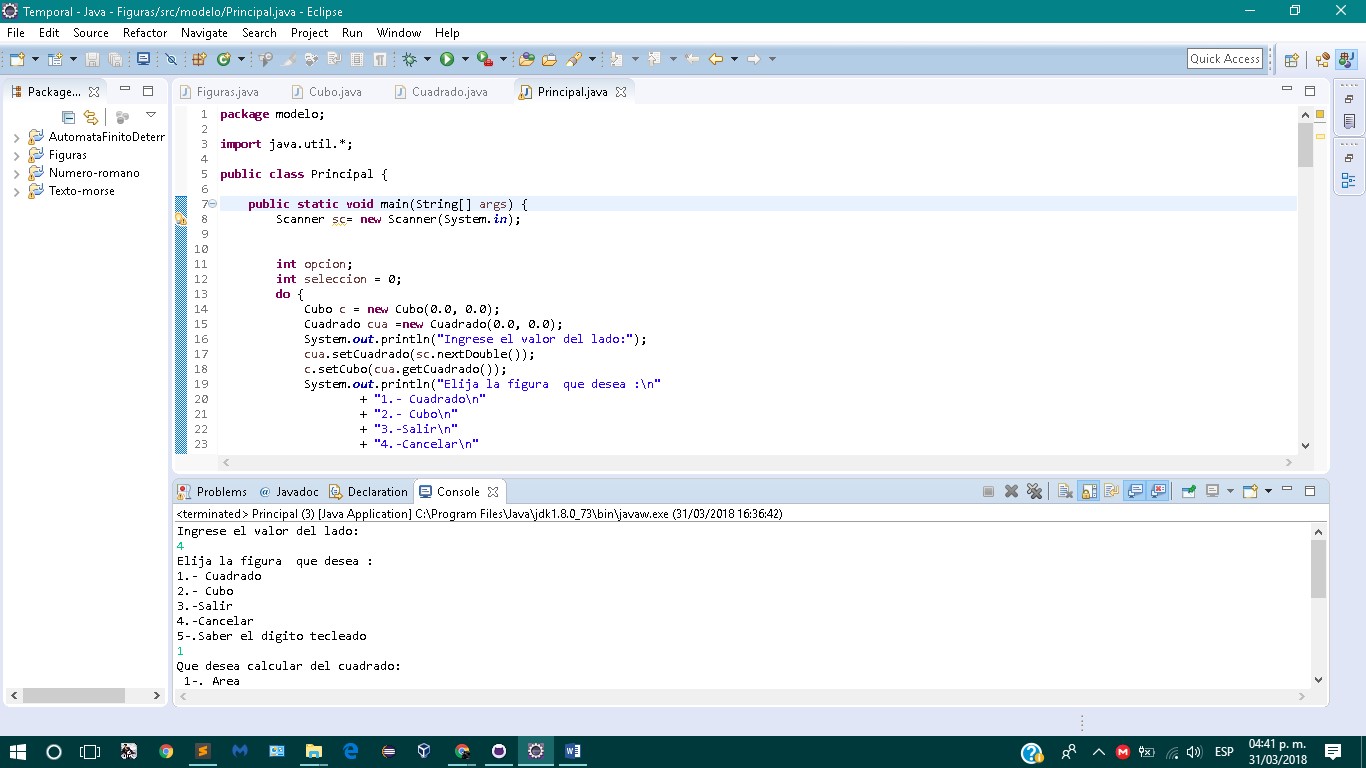 Temporal - Java - Figuras/src/modelo/Principal.java - Eclipse
File Edit Source Refactor Navigate Search Project Run Window Help
Quick Access
Package...
AutomataFinitoDeterr
Figuras
Numero-romano
Texto-morse
Figuras.java Cubo.java Cuadrado.java Principal.java
1 package modelo;
2
3 import java.util.*;
4
5 public class Principal {
6
7 public static void main(String[] args) {
8 Scanner sc= new Scanner(System.in);
9
10
11 int opcion;
12 int seleccion = 0;
13 do {
14 Cubo c = new Cubo(0.0, 0.0);
15 Cuadrado cua =new Cuadrado(0.0, 0.0);
16 System.out.println("Ingrese el valor del lado:");
17 cua.setCuadrado(sc.nextDouble());
18 c.setCubo(cua.getCuadrado());
19 System.out.println("Elija la figura  que desea :\n"
20 + "1.- Cuadrado\n"
21 + "2.- Cubo\n"
22 + "3.-Salir\n"
23 + "4.-Cancelar\n"
Problems @ Javadoc Declaration Console
<terminated> Principal (3) [Java Application] C:\Program Files\Java\jdk1.8.0_73\bin\javaw.exe (31/03/2018 16:36:42)
Ingrese el valor del lado:
4
Elija la figura  que desea :
1.- Cuadrado
2.- Cubo
3.-Salir
4.-Cancelar
5-.Saber el digito tecleado
1
Que desea calcular del cuadrado:
1-. Area
ESP
04:41 p. m.
31/03/2018